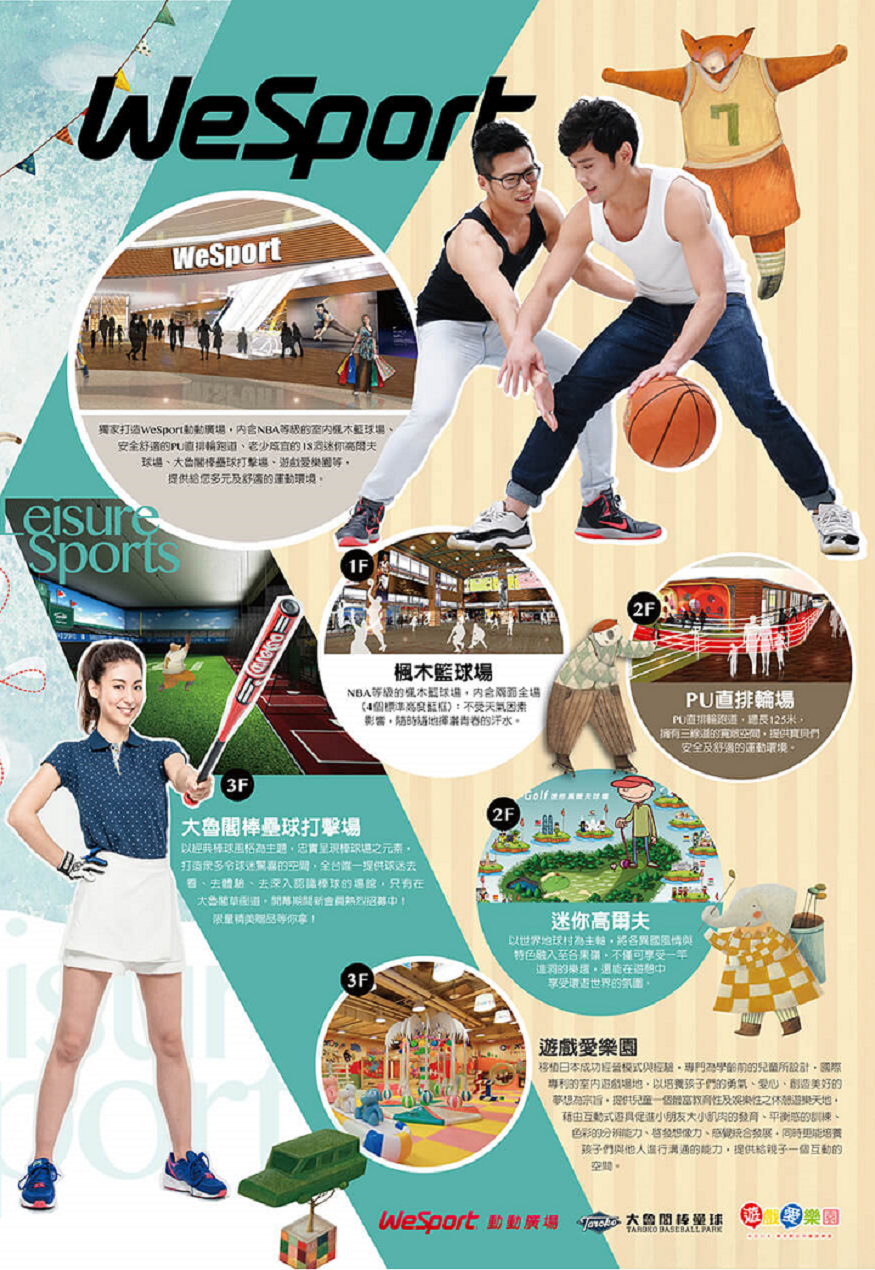 WeSport
7
WeSport
獨家打造WeSport動動廣場，內含NBA等級的室內楓木籃球場、
安全舒適的PU直排輪跑道、老少咸宜的18洞迷你高爾夫
球場、大魯閣棒壘球打擊場、遊戲愛樂園等，
提供給您多元及舒適的運動環境。
Leisure
Sports
1F
楓木籃球場
NBA等級的楓木籃球場，內含兩面全場
（4個標準高度籃框）；不受天氣因素
影響，隨時隨地揮灑青春的汗水。
2F
PU直排輪場
PU直排輪跑道，總長125米，
擁有三線道的寬敞空間，提供寶貝們
安全及舒適的運動環境。
3F
大魯閣棒壘球打擊場
以經典棒球風格為主題，忠實呈現棒球場之元素，
打造眾多令球迷驚喜的空間，全台唯一提供球迷去
看、去體驗、去深入認識棒球的場館，只有在
大魯閣草衙道，開幕期間新會員熱烈招募中！
限量精美贈品等你拿！
2F
Golf 迷你高爾夫球場
迷你高爾夫
以世界地球村為主軸，將各異國風情與
特色融入至各果嶺，不僅可享受一竿
進洞的樂趣，還能在遊戲中
享受環遊世界的氛圍。
3F
遊戲愛樂園
移植日本成功經營模式與經驗，專門為學齡前的兒童所設計，國際
專利的室內遊戲場地，以培養孩子們的勇氣、愛心、創造美好的
夢想為宗旨，提供兒童一個最富教育性及娛樂性之休憩遊樂天地，
藉由互動式遊具促進小朋友大小肌肉的發育、平衡感的訓練、
色彩的分辨能力、啓發想像力、感覺統合發展，同時更能培養
孩子們與他人進行溝通的能力，提供給親子一個互動的
空間。
WeSport 動動廣場
Taroko 大魯閣棒壘球
TAROKO BASEBALL PARK
遊戲愛樂園